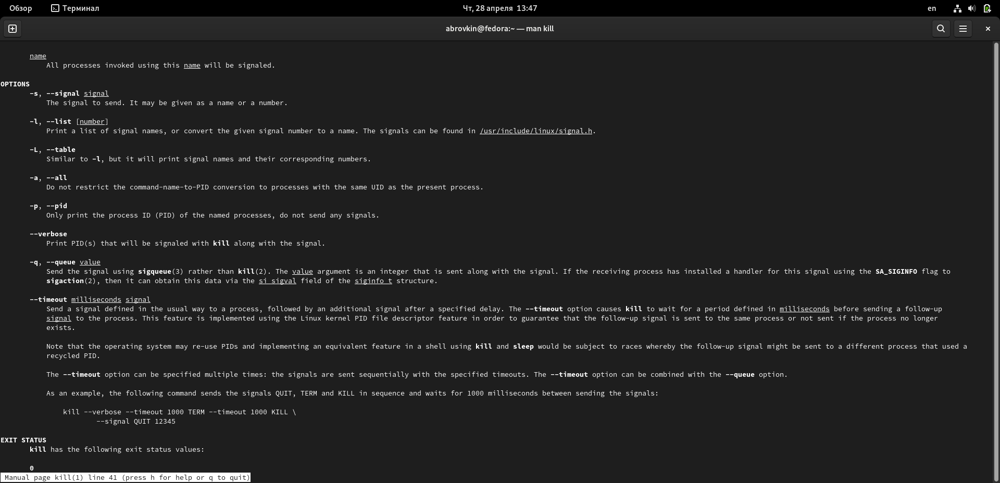 Обзор Терминал Чт, 28 апреля 13:47 en
abrovkin@fedora:~ — man kill
name
All processes invoked using this name will be signaled.
OPTIONS
-s, --signal signal
The signal to send. It may be given as a name or a number.
-l, --list [number]
Print a list of signal names, or convert the given signal number to a name. The signals can be found in /usr/include/linux/signal.h.
-L, --table
Similar to -l, but it will print signal names and their corresponding numbers.
-a, --all
Do not restrict the command-name-to-PID conversion to processes with the same UID as the present process.
-p, --pid
Only print the process ID (PID) of the named processes, do not send any signals.
--verbose
Print PID(s) that will be signaled with kill along with the signal.
-q, --queue value
Send the signal using sigqueue(3) rather than kill(2). The value argument is an integer that is sent along with the signal. If the receiving process has installed a handler for this signal using the SA_SIGINFO flag to
sigaction(2), then it can obtain this data via the si_sigval field of the siginfo_t structure.
--timeout milliseconds signal
Send a signal defined in the usual way to a process, followed by an additional signal after a specified delay. The --timeout option causes kill to wait for a period defined in milliseconds before sending a follow-up
signal to the process. This feature is implemented using the Linux kernel PID file descriptor feature in order to guarantee that the follow-up signal is sent to the same process or not sent if the process no longer
exists.
Note that the operating system may re-use PIDs and implementing an equivalent feature in a shell using kill and sleep would be subject to races whereby the follow-up signal might be sent to a different process that used a
recycled PID.
The --timeout option can be specified multiple times: the signals are sent sequentially with the specified timeouts. The --timeout option can be combined with the --queue option.
As an example, the following command sends the signals QUIT, TERM and KILL in sequence and waits for 1000 milliseconds between sending the signals:
kill --verbose --timeout 1000 TERM --timeout 1000 KILL \
--signal QUIT 12345
EXIT STATUS
kill has the following exit status values:
0
Manual page kill(1) line 41 (press h for help or q to quit)